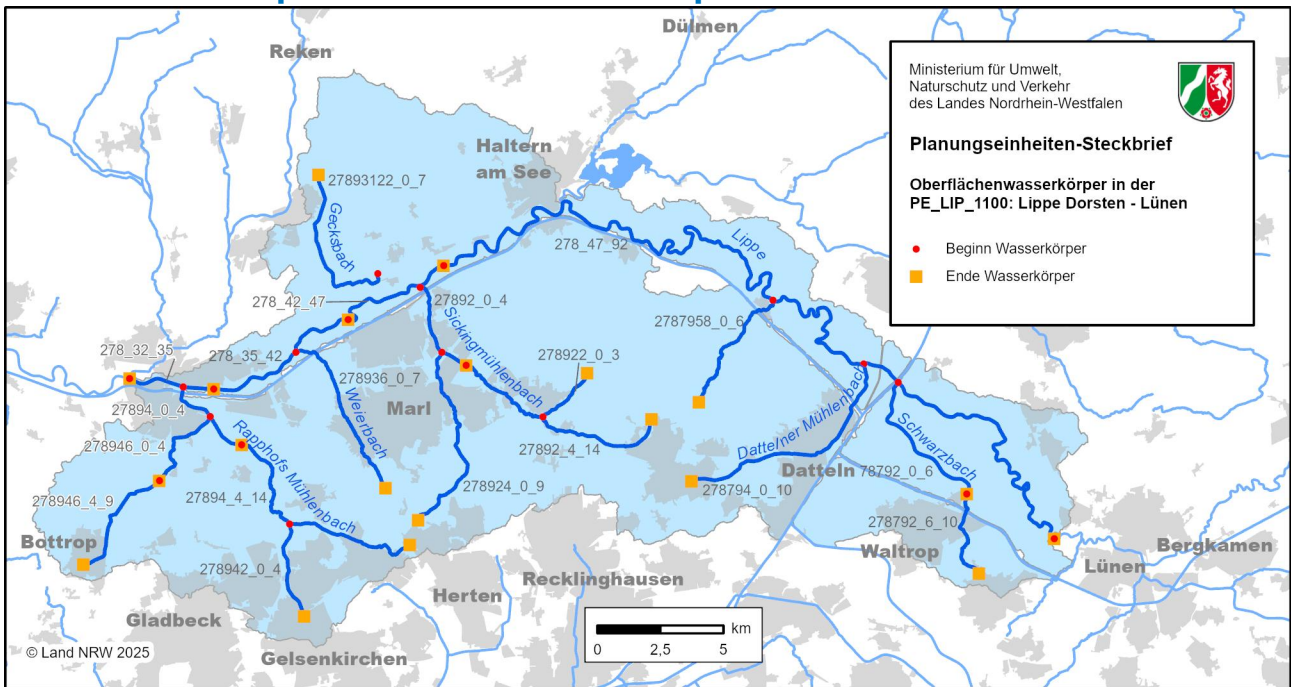 Dülmen
Reken
Ministerium für Umwelt,
Naturschutz und Verkehr
des Landes Nordrhein-Westfalen
Planungseinheiten-Steckbrief
Oberflächenwasserkörper in der
PE_LIP_1100: Lippe Dorsten - Lünen
Beginn Wasserkörper
Ende Wasserkörper
Haltern
am See
27893122_0_7
Gecksbach
Lippe
278_47_92
278_42_47
27892_0_4
2787958_0_6
Sickingmühlenbach
278_32_35
278_35_42
278922_0_3
278936_0_7
Marl
Weierbach
27894_0_4
278946_0_4
Rapphofs Mühlenbach
27892_4_14
Dattelner Mühlenbach
Schwarzbach
Datteln
78792_0_6
278946_4_9
27894_4_14
278924_0_9
278794_0_10
278792_6_10
Bottrop
278942_0_4
Waltrop
Bergkamen
Lünen
Recklinghausen
Herten
Gladbeck
Gelsenkirchen
km
0 2,5 5
© Land NRW 2025